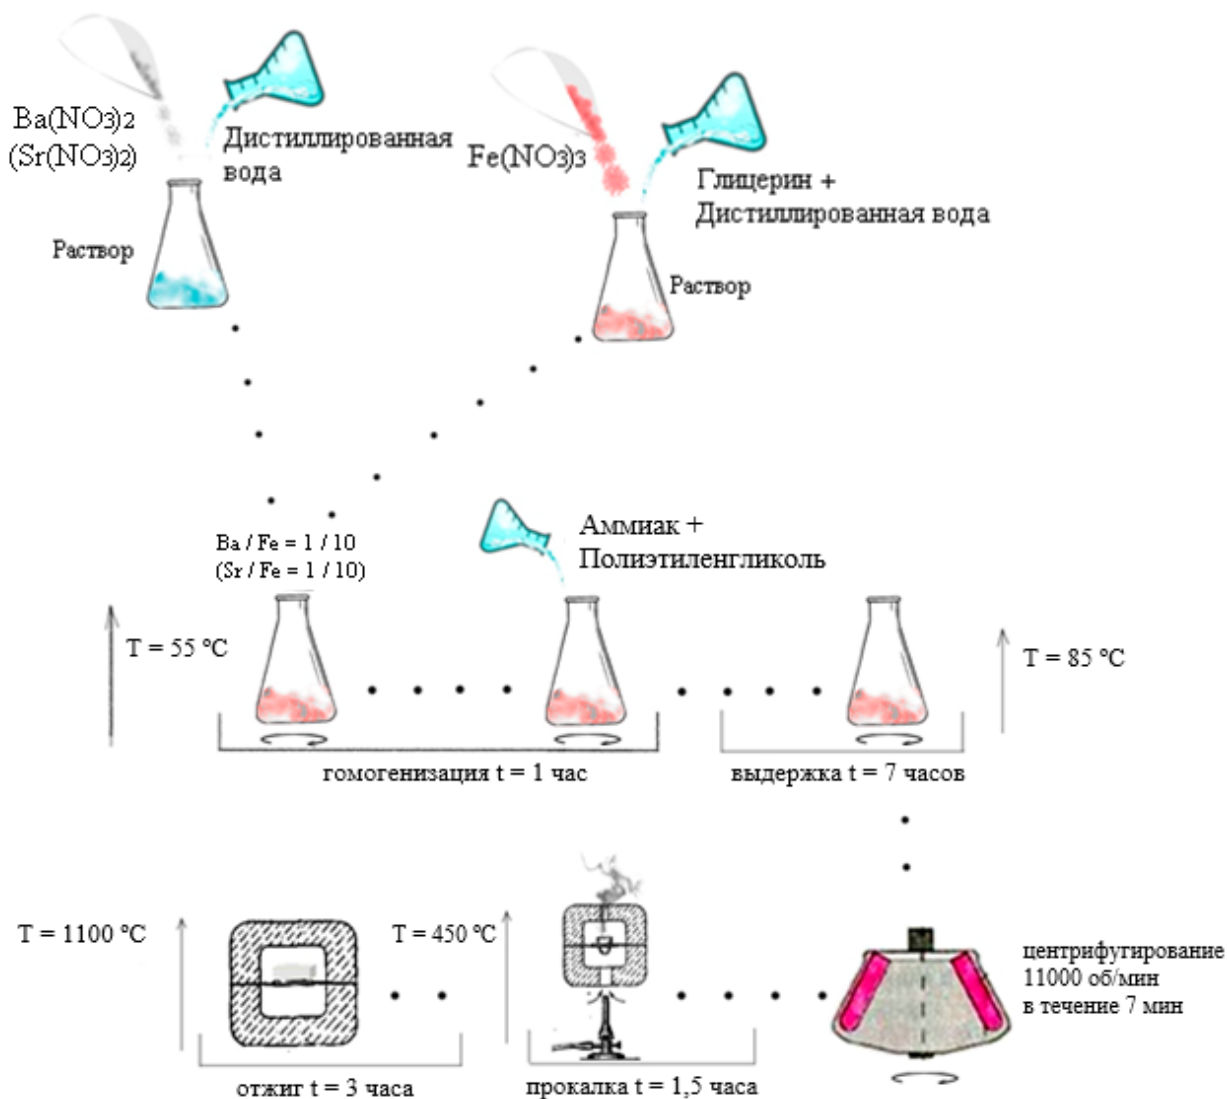 Ba(NO3)2
(Sr(NO3)2)
Дистиллированная
вода
Раствор
Fe(NO3)3
Глицерин +
Дистиллированная вода
Раствор
Ba / Fe = 1 / 10
(Sr / Fe = 1 / 10)
Аммиак +
Полиэтиленгликоль
T = 55 °C
T = 85 °C
гомогенизация t = 1 час
выдержка t = 7 часов
T = 1100 °C
T = 450 °C
центрифугирование
11000 об/мин
в течение 7 мин
отжиг t = 3 часа
прокалка t = 1,5 часа